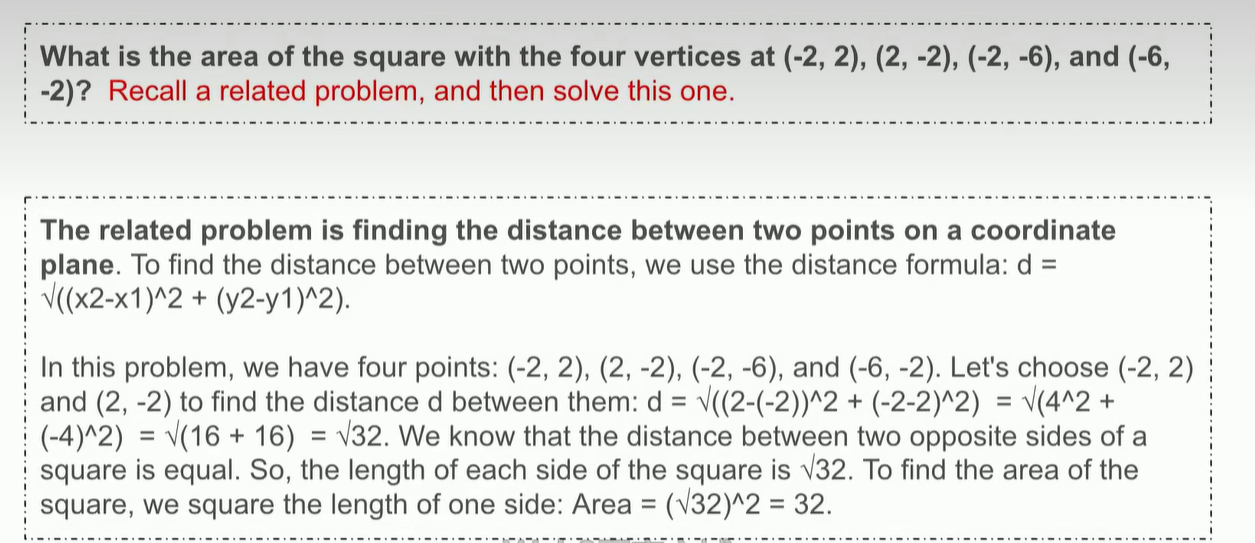 What is the area of the square with the four vertices at (-2, 2), (2, -2), (-2, -6), and (-6,
-2)? Recall a related problem, and then solve this one.
The related problem is finding the distance between two points on a coordinate
plane. To find the distance between two points, we use the distance formula: d =
√((x2-x1)^2 + (y2-y1)^2).
In this problem, we have four points: (-2, 2), (2, -2), (-2, -6), and (-6, -2). Let's choose (-2, 2)
and (2, -2) to find the distance d between them: d = √((2-(-2))^2 + (-2-2)^2) = √(4^2 +
(-4)^2) = √(16 + 16) = √32. We know that the distance between two opposite sides of a
square is equal. So, the length of each side of the square is √32. To find the area of the
square, we square the length of one side: Area = (√32)^2 = 32.